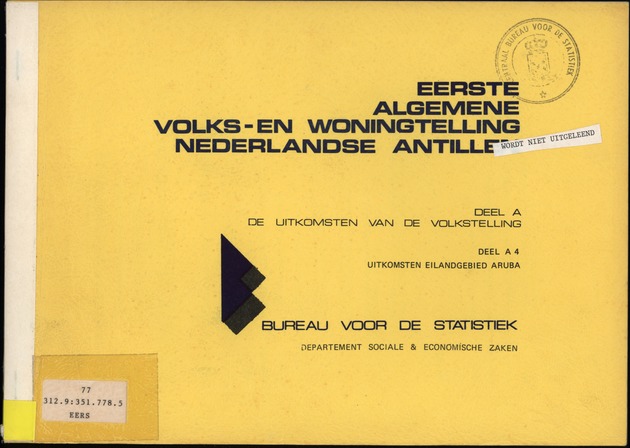 CENTRAAL BUREAU VOOR DE STATISTIEK
EERSTE
ALGEMENE
VOLKS-EN WONINGTELLING
NEDERLANDSE ANTILLE
WORDT NIET UITGELEEND
DEEL A
DE UITKOMSTEN VAN DE VOLKSTELLING
DEEL A 4
UITKOMSTEN EILANDGEBIED ARUBA
BUREAU VOOR DE STATISTIEK
DEPARTEMENT SOCIALE & ECONOMISCHE ZAKEN
77
312.9:351.778.5
EERS